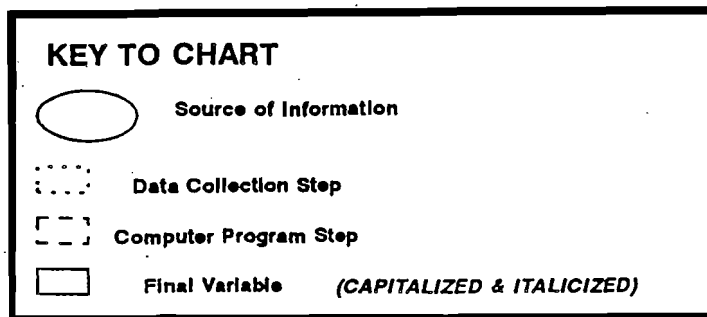 KEY TO CHART
Source of Information
Data Collection Step
Computer Program Step
Final Variable (CAPITALIZED & ITALICIZED)